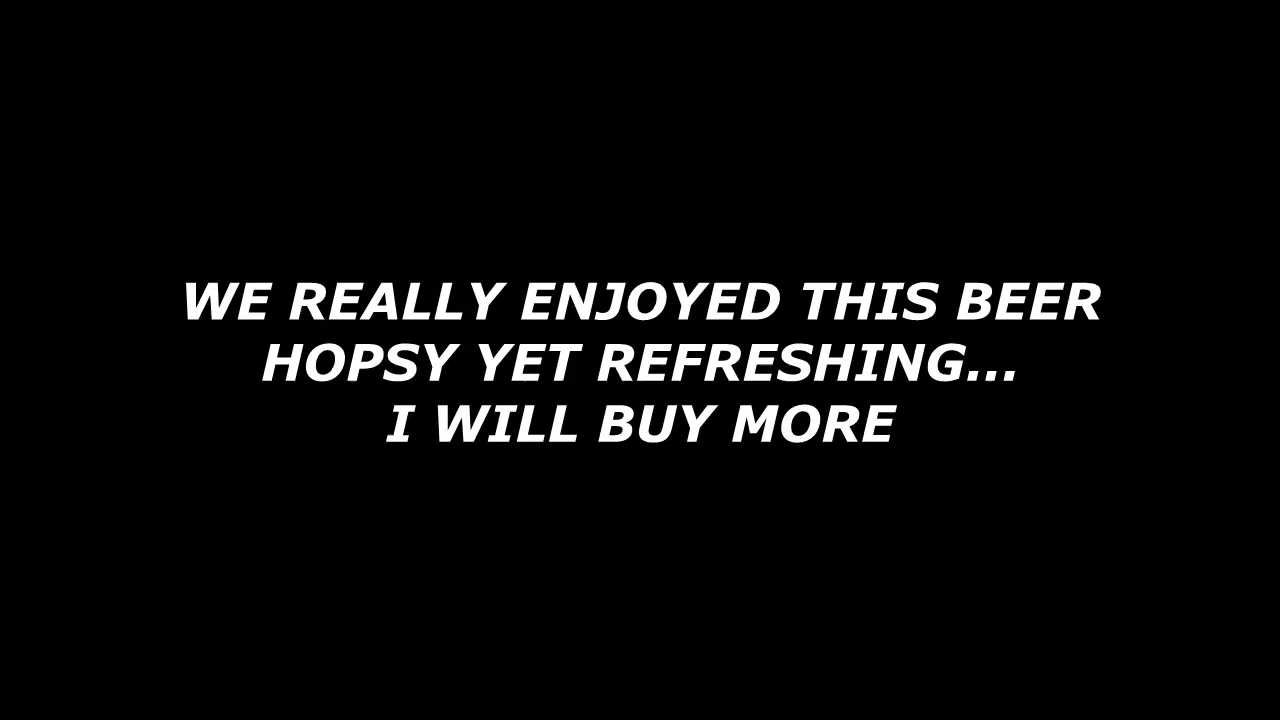 WE REALLY ENJOYED THIS BEER
HOPSY YET REFRESHING...
I WILL BUY MORE